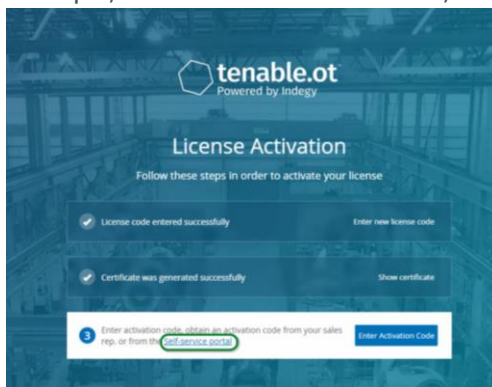 tenable.ot
Powered by Indegy
License Activation
Follow these steps in order to activate your license
License code entered successfully
Enter new license code
Certificate was generated successfully
Show certificate
3
Enter activation code, obtain an activation code from your sales
rep. or from the Self-service portal
Enter Activation Code